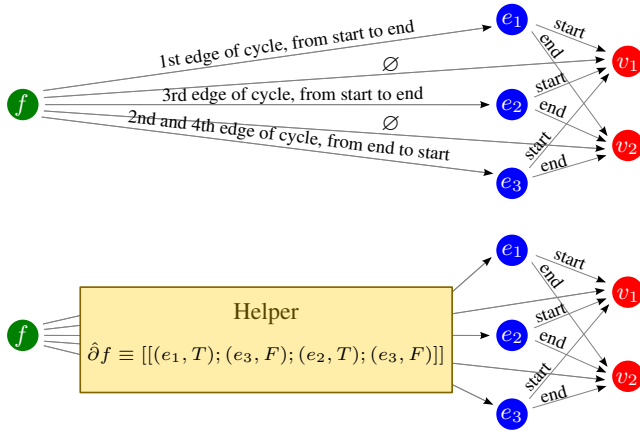 e₁
start
1st edge of cycle, from start to end
end
∅
v₁
start
f
3rd edge of cycle, from start to end
e₂
end
∅
2nd and 4th edge of cycle, from end to start
start
v₂
end
e₃
e₁
start
end
Helper
v₁
start
f
e₂
∂̂f ≡ [[(e₁, T); (e₃, F); (e₂, T); (e₃, F)]]
end
start
v₂
end
e₃